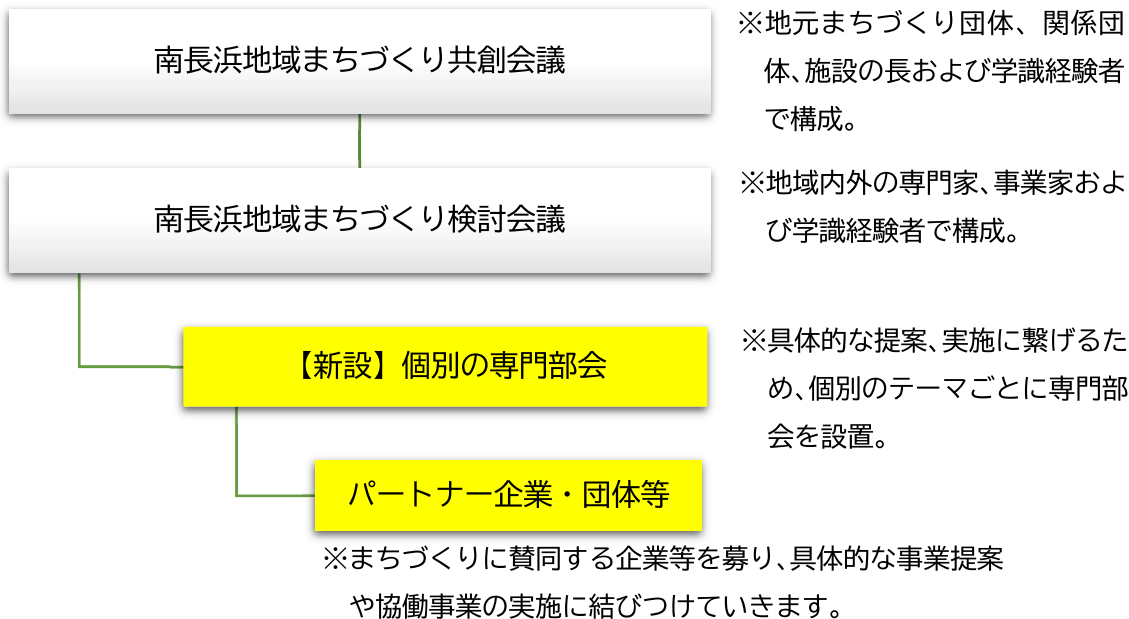 南長浜地域まちづくり共創会議
※地元まちづくり団体、関係団
体、施設の長および学識経験者
で構成。
南長浜地域まちづくり検討会議
※地域内外の専門家、事業家およ
び学識経験者で構成。
【新設】個別の専門部会
※具体的な提案、実施に繋げるた
め、個別のテーマごとに専門部
会を設置。
パートナー企業・団体等
※まちづくりに賛同する企業等を募り、具体的な事業提案
や協働事業の実施に結びつけていきます。